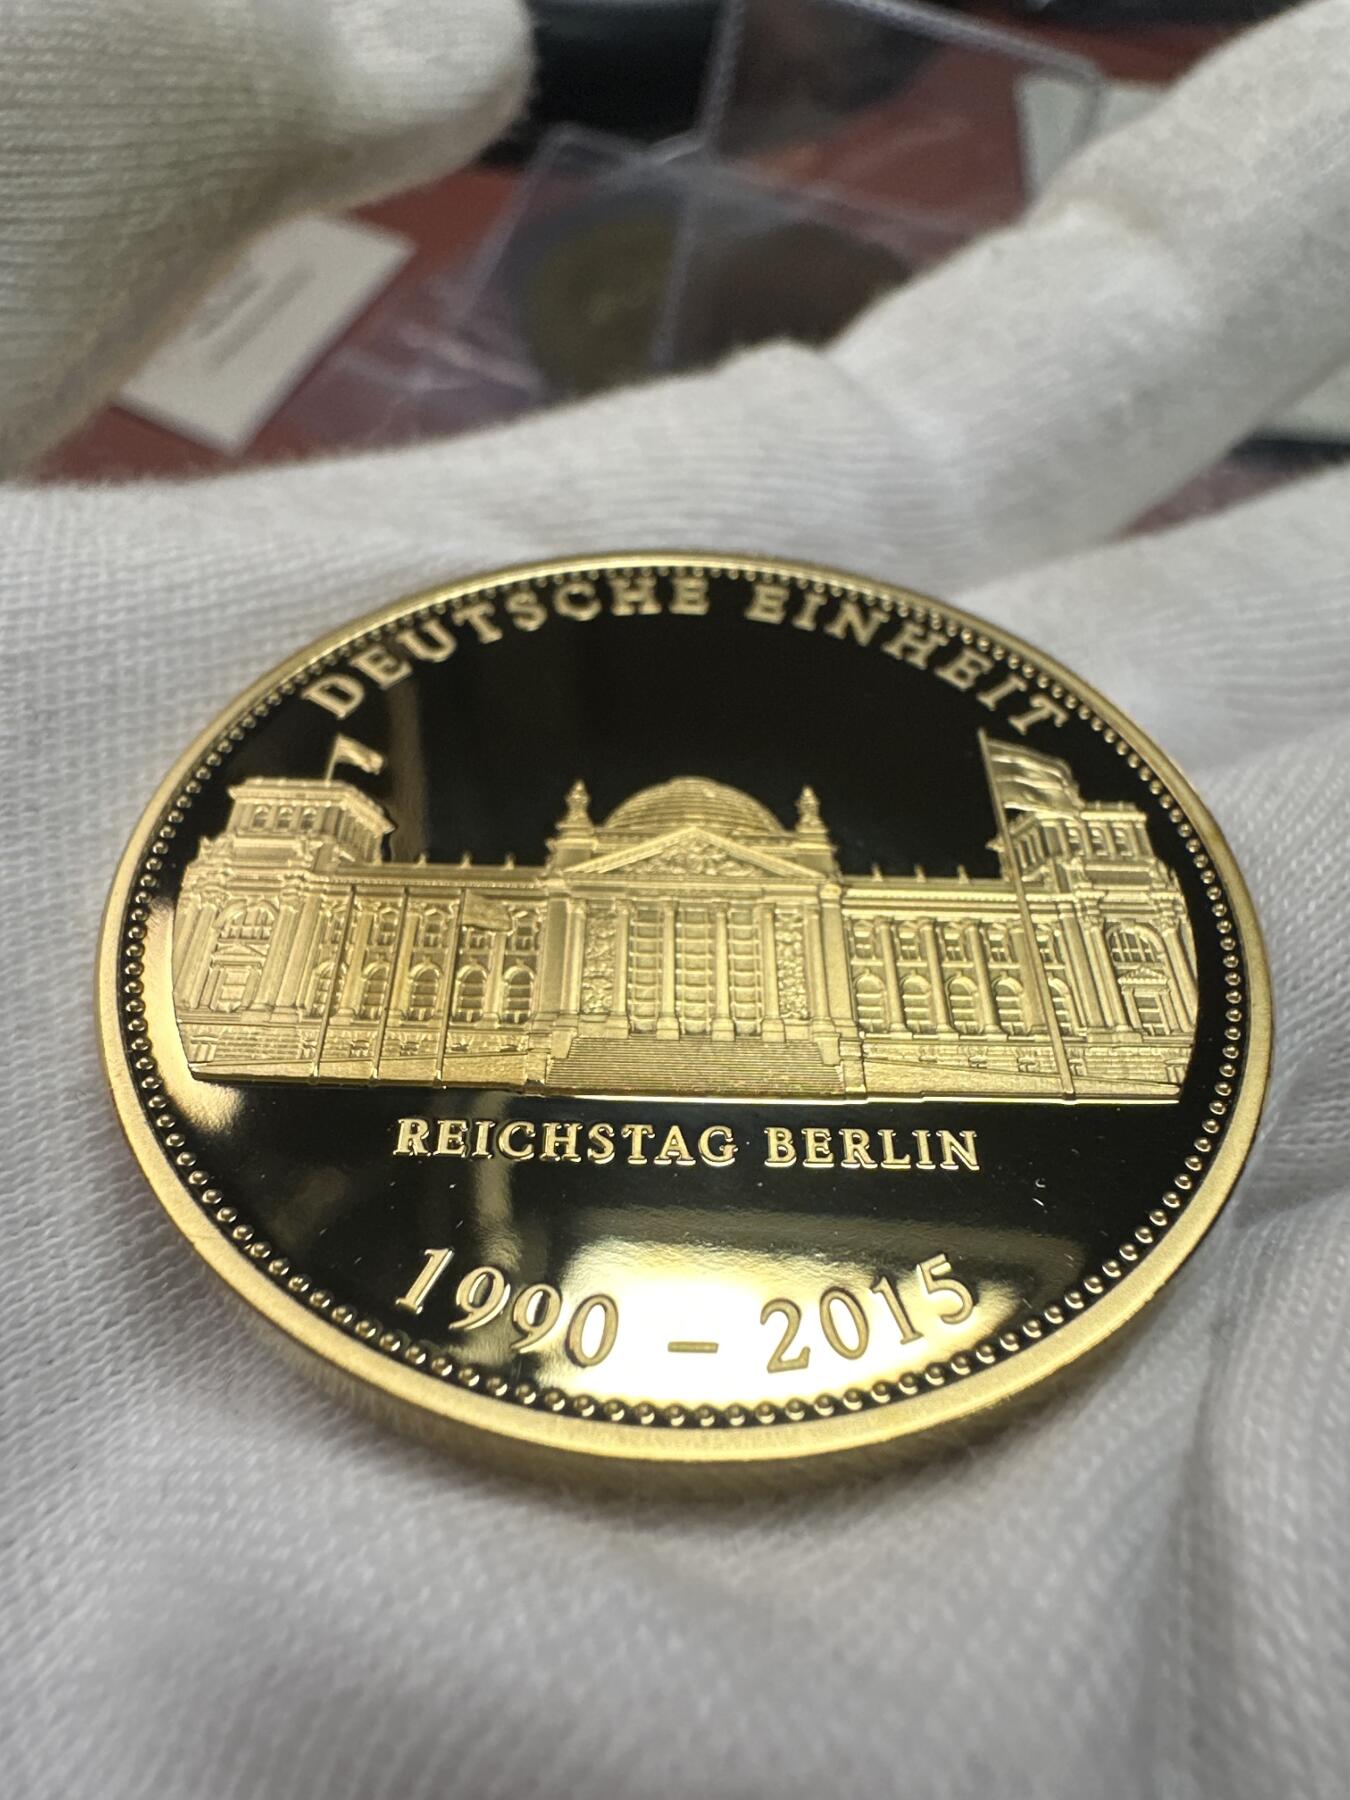 DEUTSCHE EINHEIT
REICHSTAG BERLIN
1990 – 2015